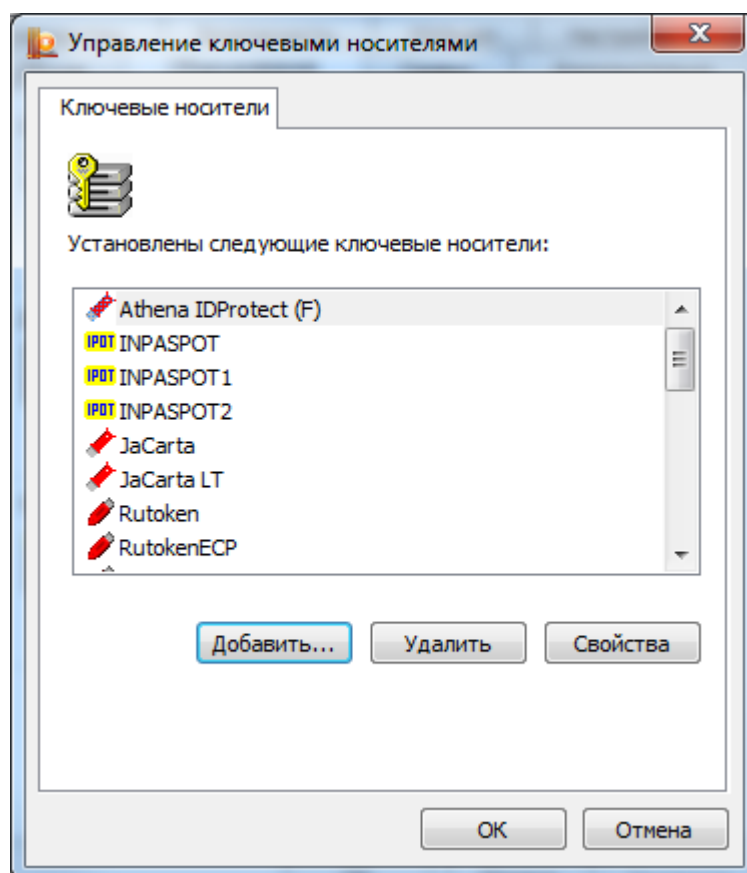 Управление ключевыми носителями
Ключевые носители
Установлены следующие ключевые носители:
Athena IDProtect (F)
IPOT INPASPOT
IPOT INPASPOT1
IPOT INPASPOT2
JaCarta
JaCarta LT
Rutoken
RutokenECP
Добавить... Удалить Свойства
ОК Отмена